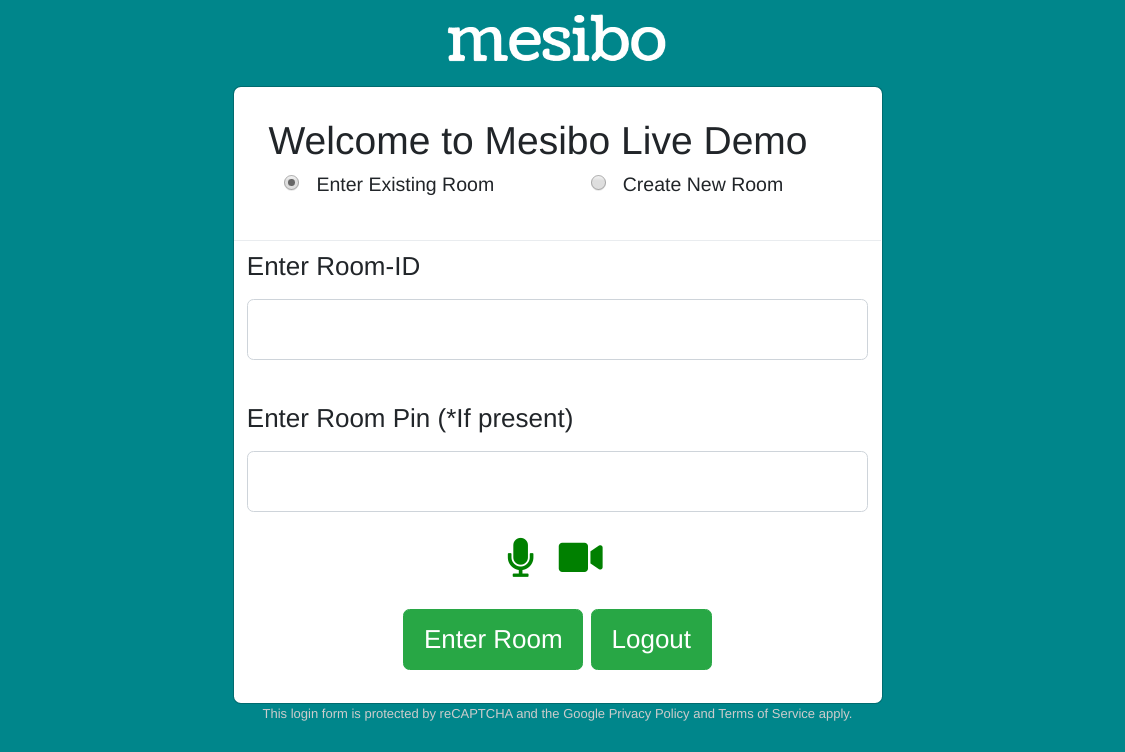 mesibo
Welcome to Mesibo Live Demo
Enter Existing Room Create New Room
Enter Room-ID
Enter Room Pin (*If present)
Enter Room Logout
This login form is protected by reCAPTCHA and the Google Privacy Policy and Terms of Service apply.